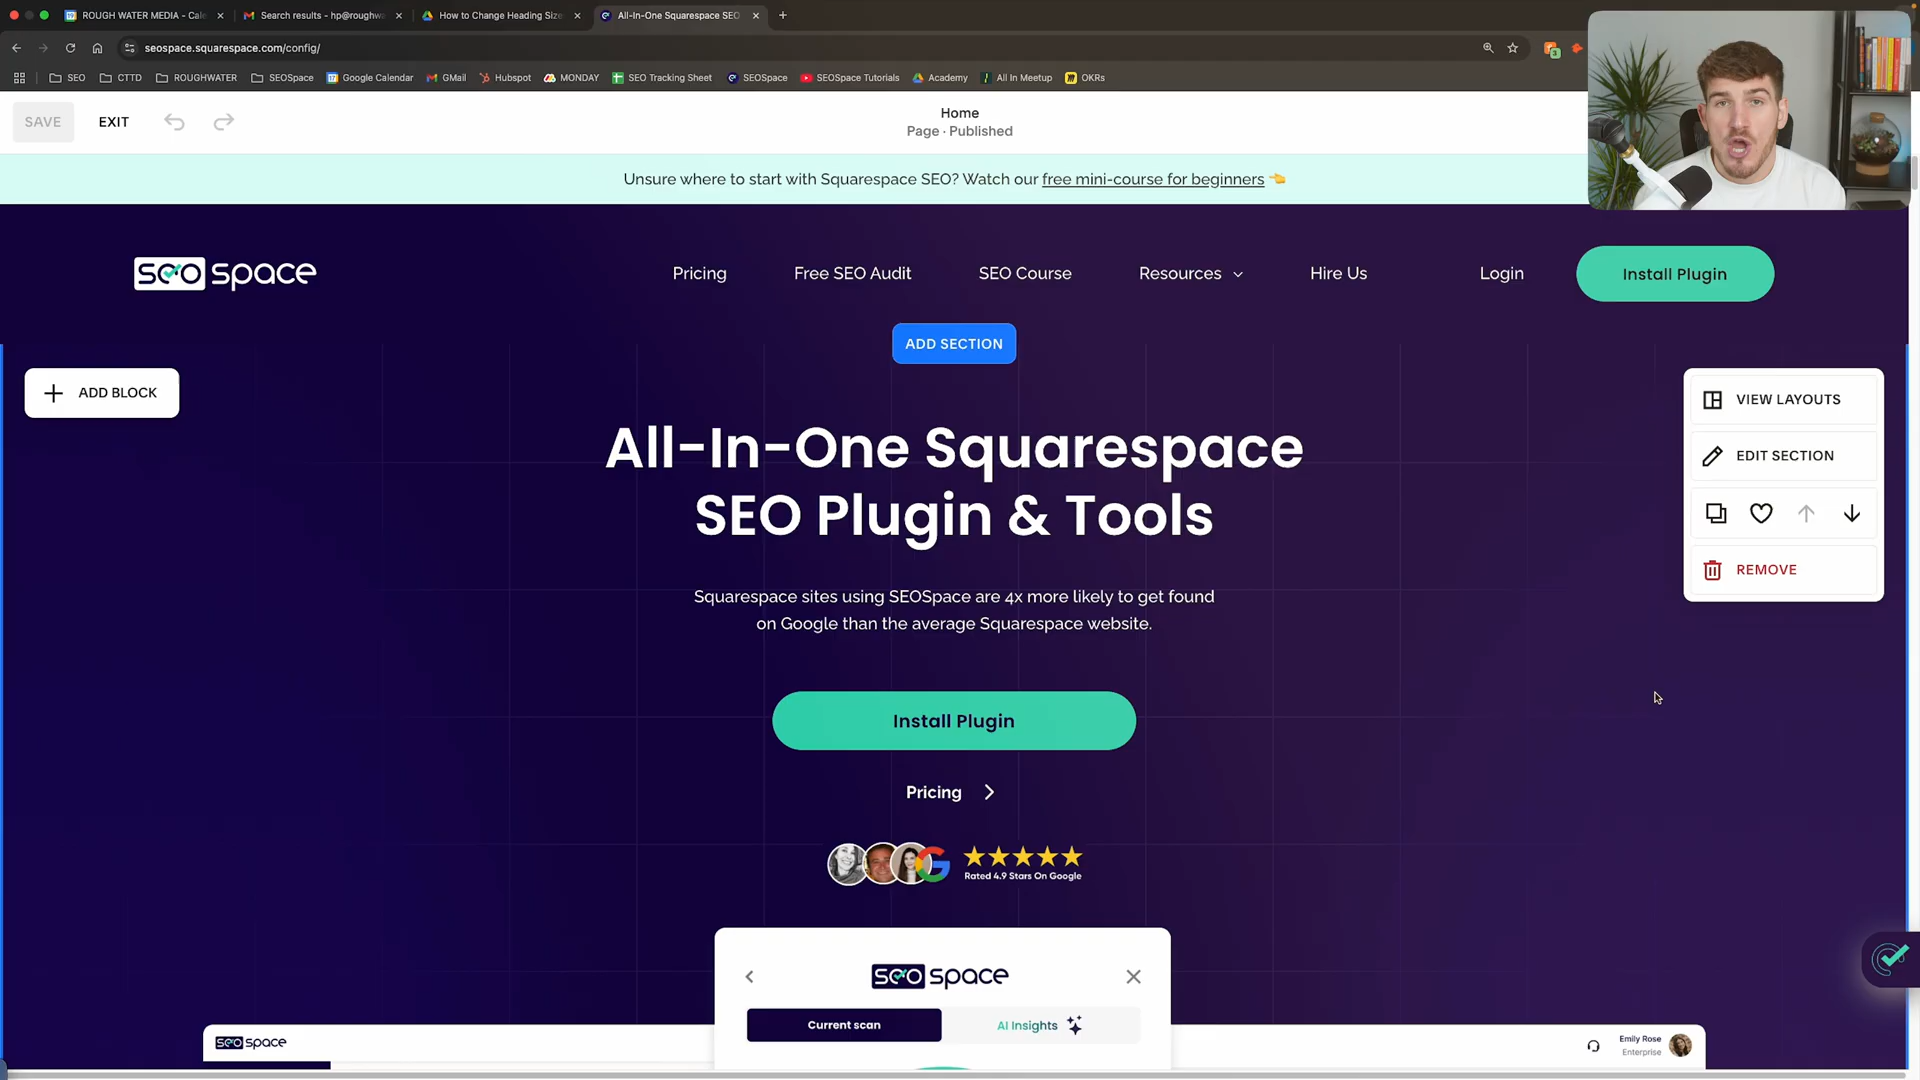 ROUGH WATER MEDIA - Cale
Search results - hp@roughwa
How to Change Heading Size
All-In-One Squarespace SEO
seospace.squarespace.com/config/
SEO
CTTD
ROUGHWATER
SEOSpace
Google Calendar
GMail
Hubspot
MONDAY
SEO Tracking Sheet
SEOSpace
SEOSpace Tutorials
Academy
All In Meetup
OKRs
SAVE
EXIT
Home
Page · Published
Unsure where to start with Squarespace SEO? Watch our free mini-course for beginners 👈
seo space
Pricing
Free SEO Audit
SEO Course
Resources
Hire Us
Login
Install Plugin
ADD SECTION
ADD BLOCK
VIEW LAYOUTS
EDIT SECTION
REMOVE
All-In-One Squarespace
SEO Plugin & Tools
Squarespace sites using SEOSpace are 4x more likely to get found
on Google than the average Squarespace website.
Install Plugin
Pricing
Rated 4.9 Stars On Google
seo space
Current scan
AI Insights
seo space
Emily Rose
Enterprise